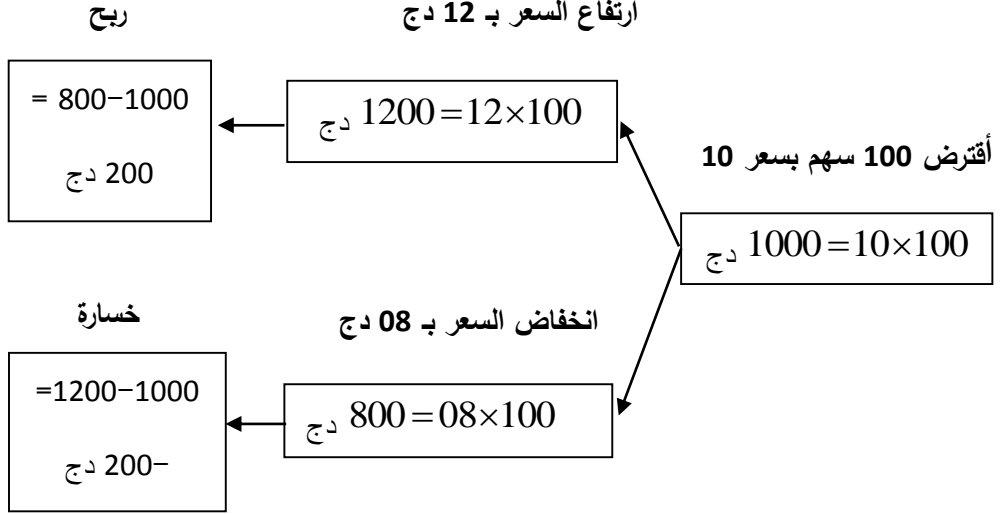 ربح
ارتفاع السعر بـ 12 دج
1000−800 =
200 دج
100×12=1200 دج
أقترض 100 سهم بسعر 10
100×10=1000 دج
خسارة
انخفاض السعر بـ 08 دج
1000−1200=
−200 دج
100×08=800 دج